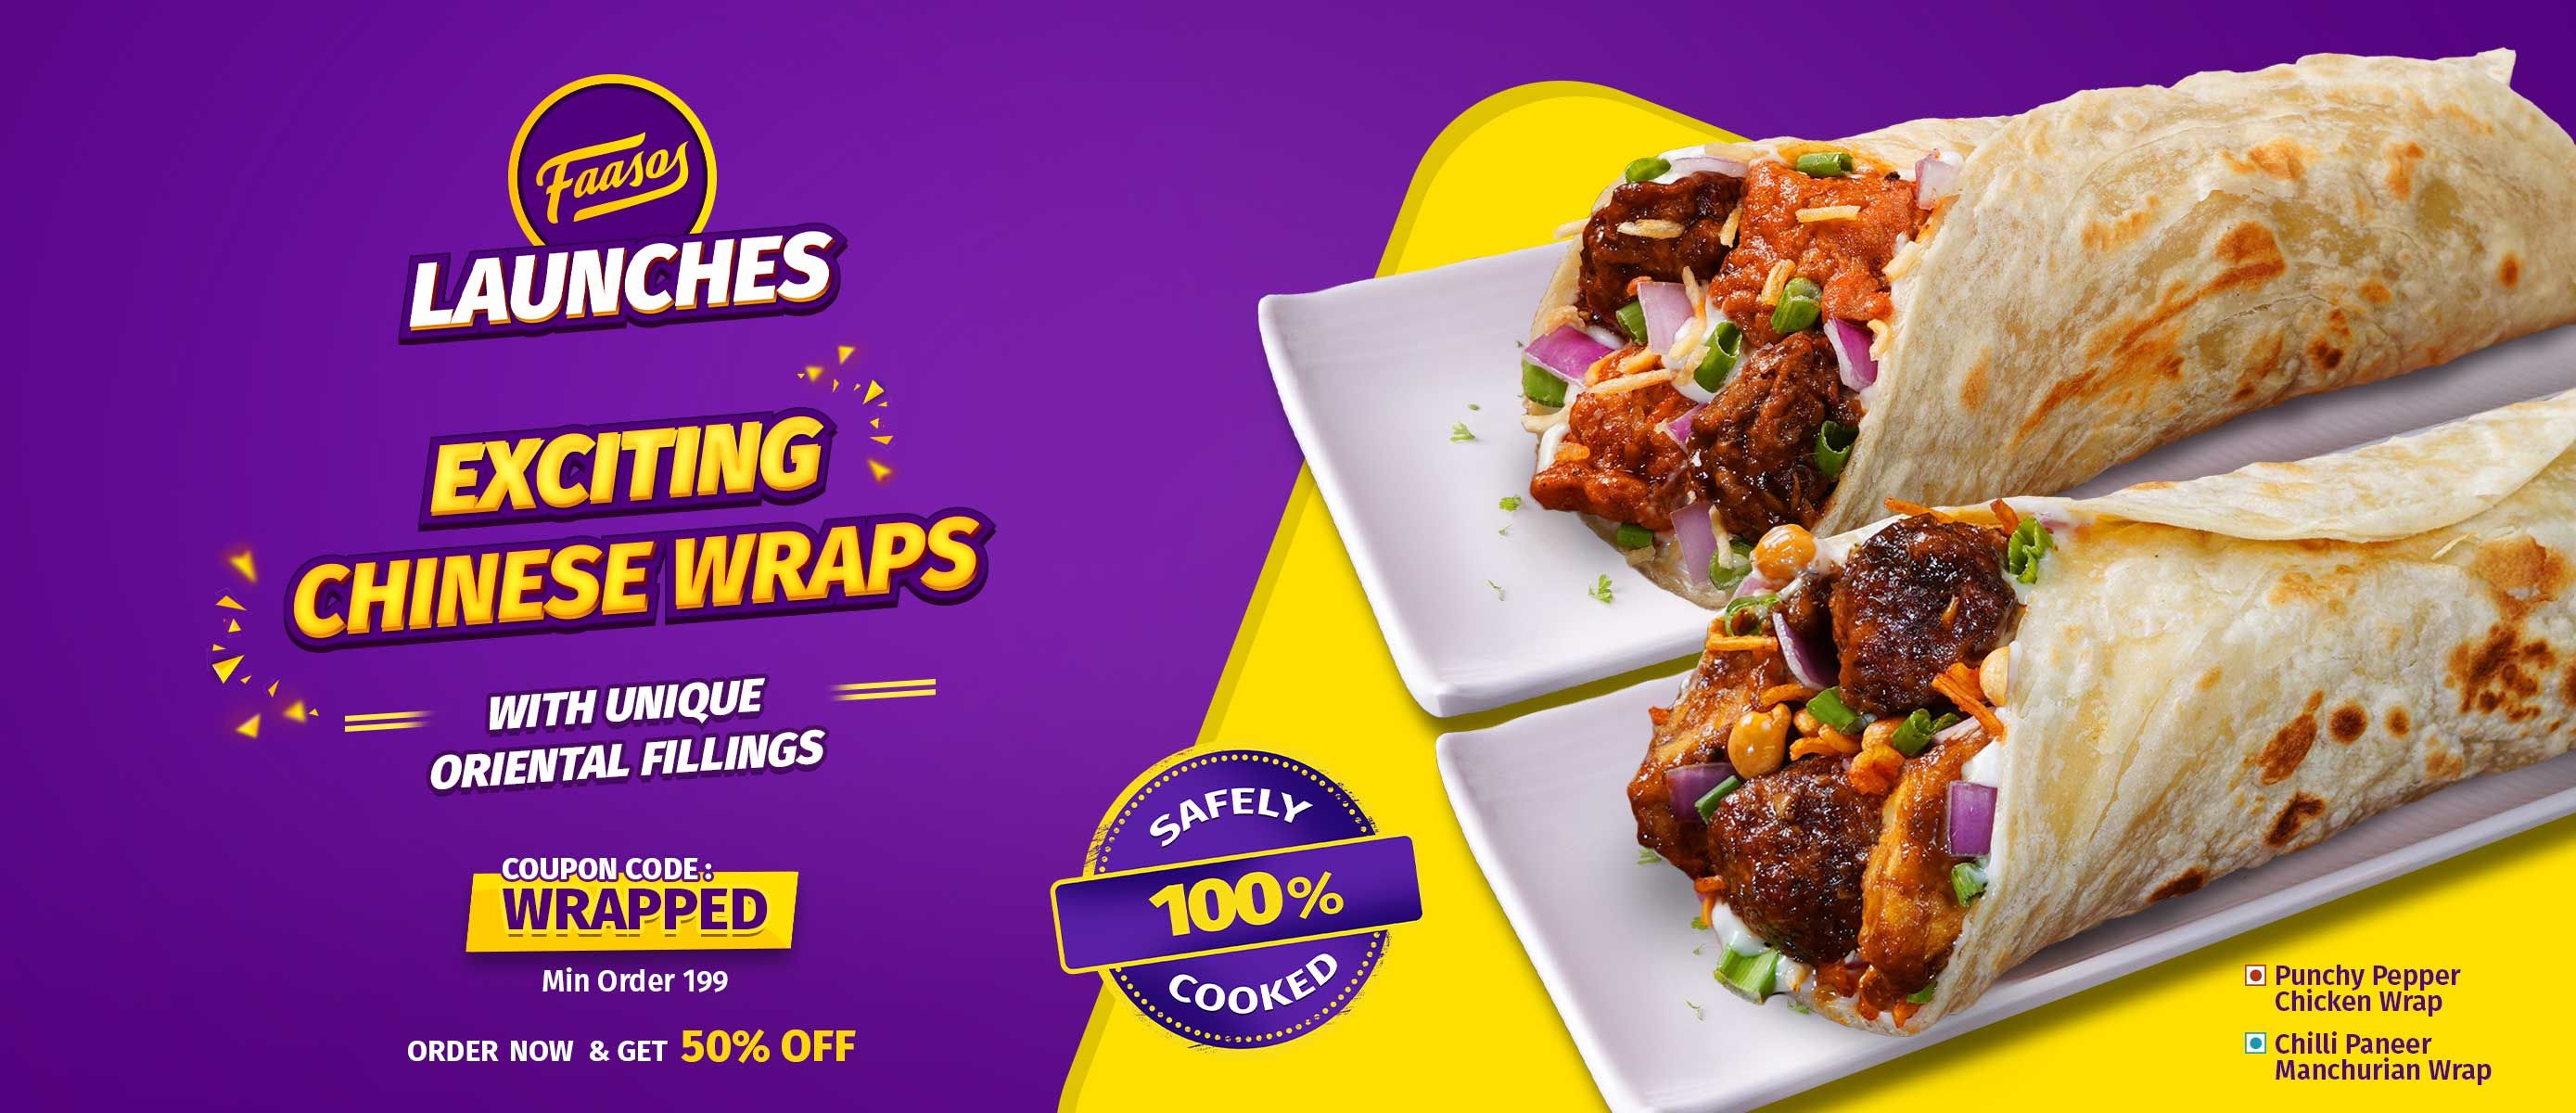 Faasos
LAUNCHES
EXCITING
CHINESE WRAPS
WITH UNIQUE
ORIENTAL FILLINGS
COUPON CODE :
WRAPPED
Min Order 199
ORDER NOW & GET 50% OFF
SAFELY
100%
COOKED
Punchy Pepper
Chicken Wrap
Chilli Paneer
Manchurian Wrap